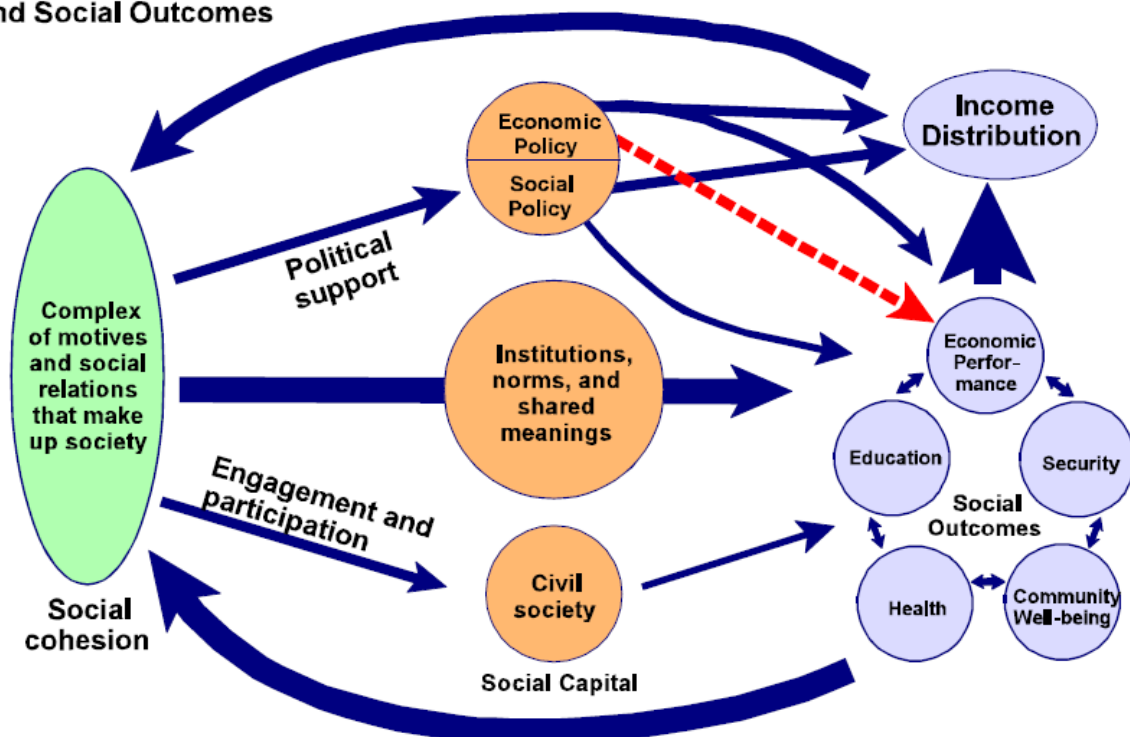 nd Social Outcomes
Income
Distribution
Economic
Policy
Social
Policy
Political
support
Complex
of motives
and social
relations
that make
up society
Institutions,
norms, and
shared
meanings
Economic
Perfor-
mance
Education
Security
Social
Outcomes
Engagement and
participation
Civil
society
Health
Community
Well-being
Social
cohesion
Social Capital